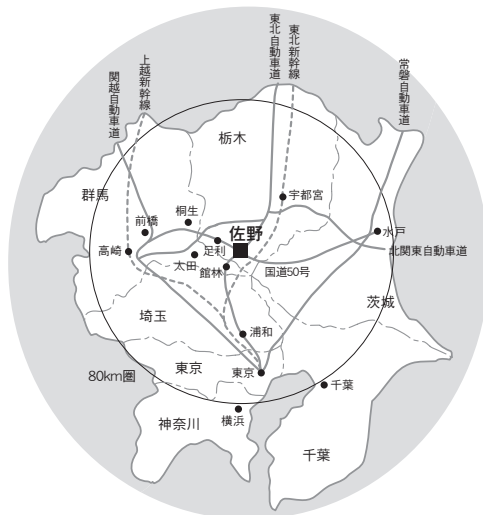 東北自動車道
東北新幹線
上越新幹線
関越自動車道
常磐自動車道
栃木
群馬
宇都宮
桐生
前橋
佐野
水戸
高崎
足利
北関東自動車道
太田
館林
国道50号
茨城
埼玉
浦和
東京
東京
80km圏
千葉
横浜
神奈川
千葉